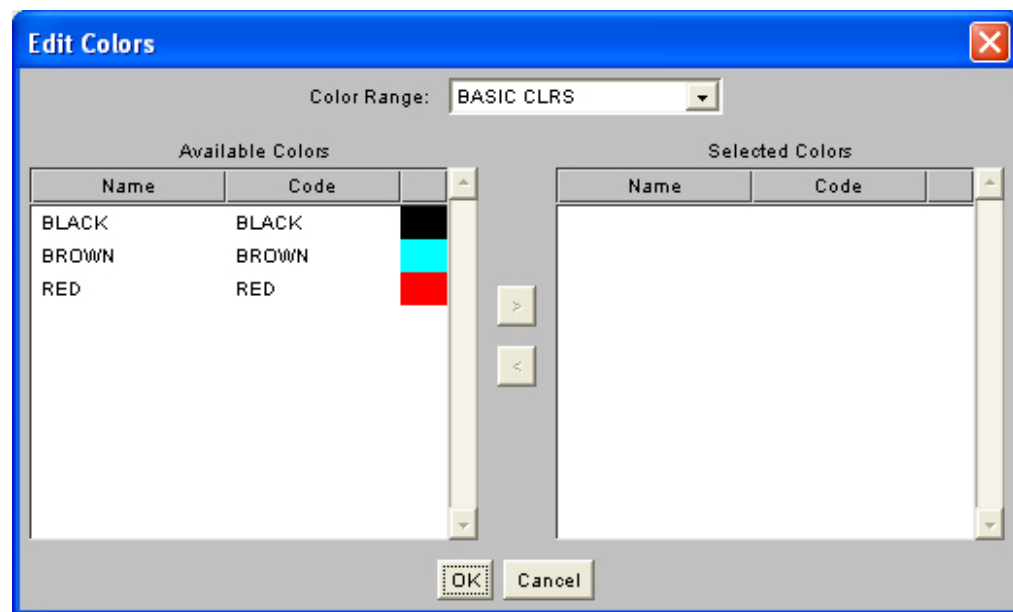 Edit Colors
Color Range: BASIC CLRS
Available Colors
Name Code
BLACK BLACK
BROWN BROWN
RED RED
>
<
Selected Colors
Name Code
OK Cancel